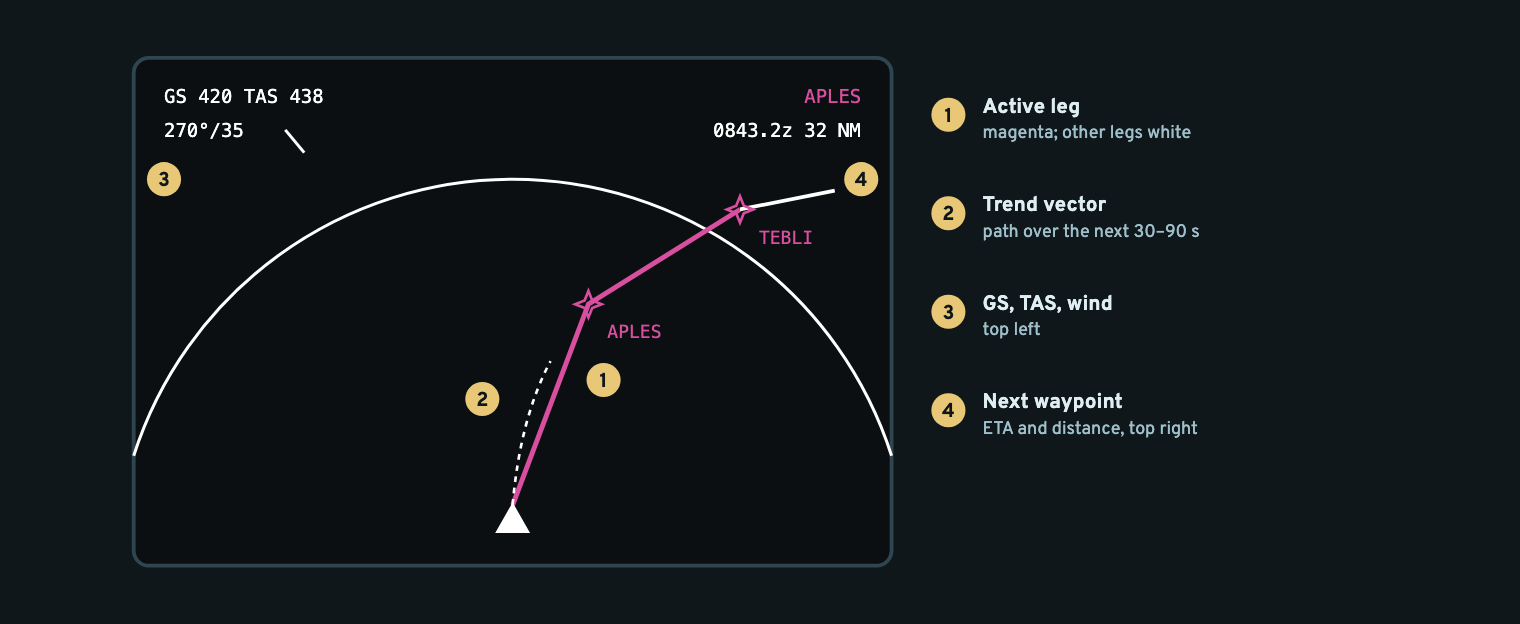 GS 420 TAS 438
270°/35
3
APLES
0843.2z 32 NM
4
TEBLI
APLES
1
2
1 Active leg
magenta; other legs white
2 Trend vector
path over the next 30–90 s
3 GS, TAS, wind
top left
4 Next waypoint
ETA and distance, top right